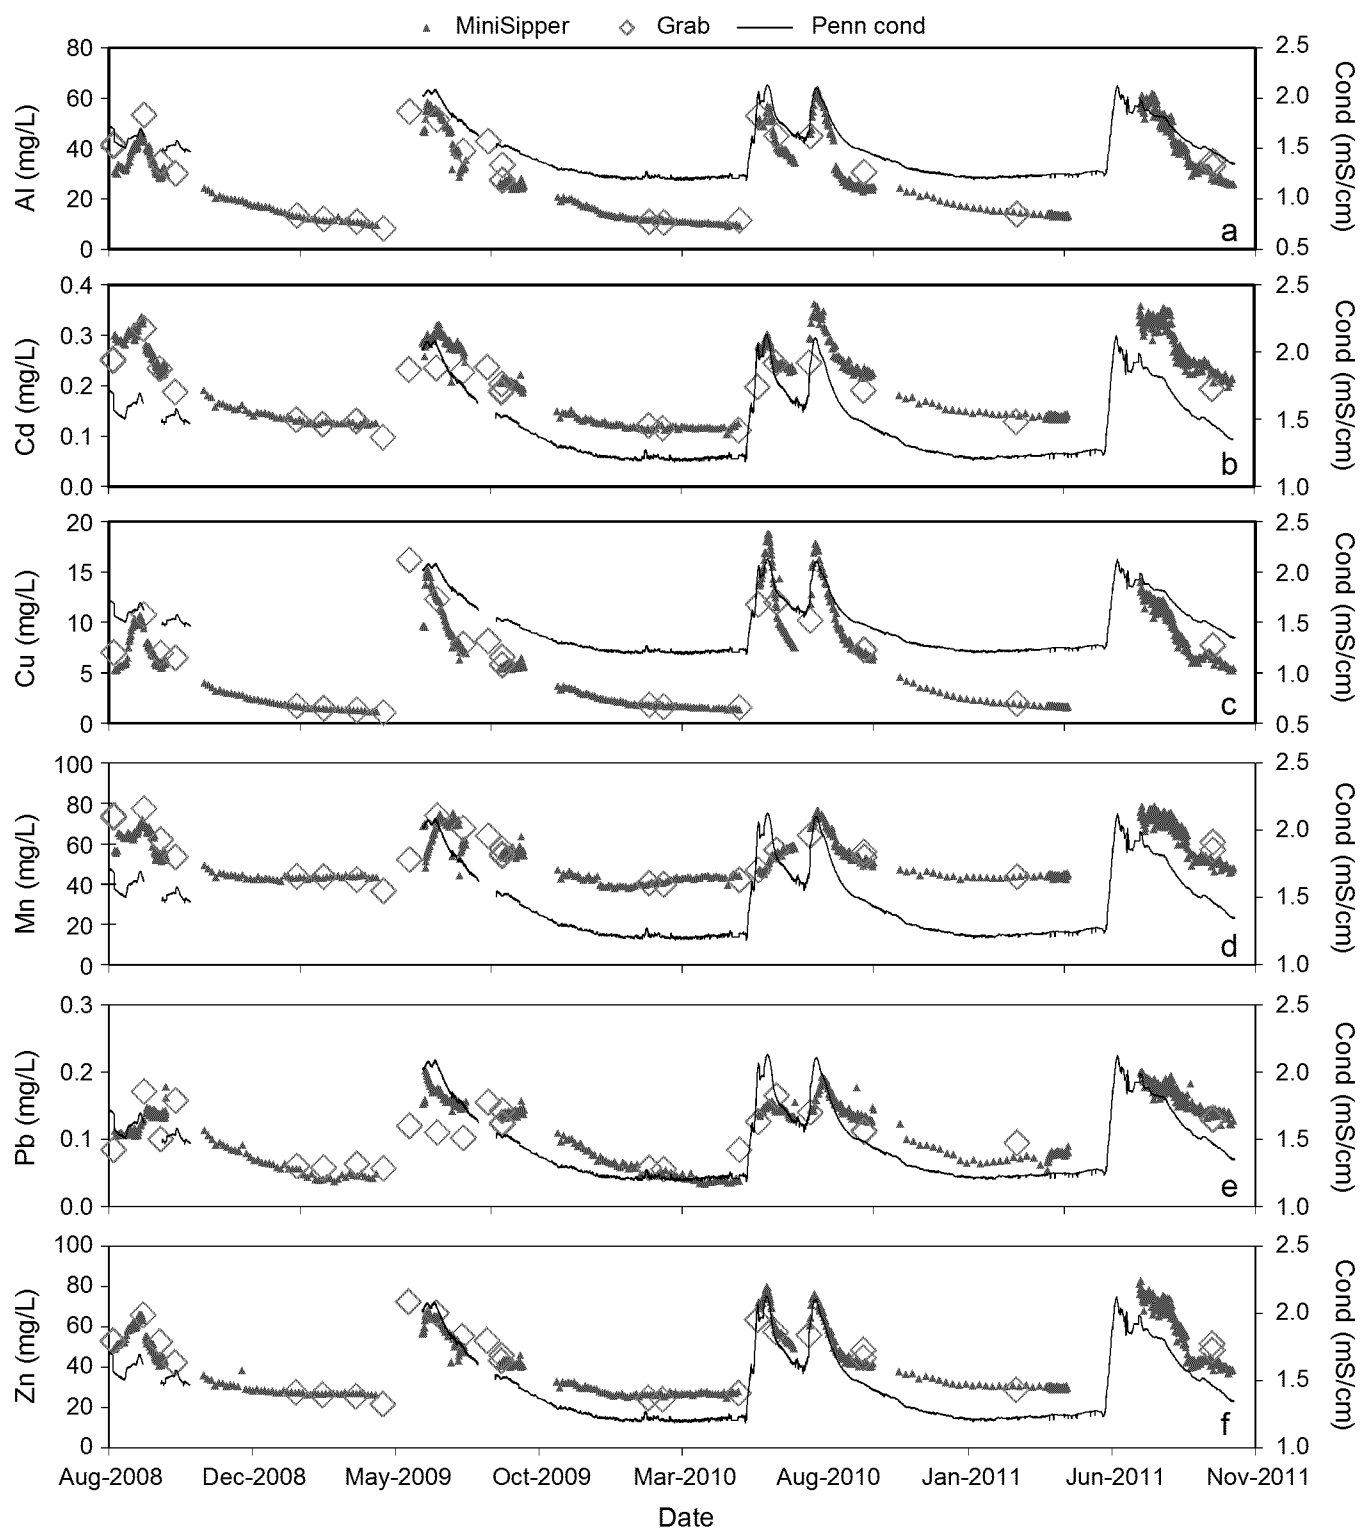 MiniSipper Grab Penn cond
80 2.5
60 2.0
40 1.5
20 1.0
0 0.5
Al (mg/L) Cond (mS/cm)
a
0.4 2.5
0.3 2.0
0.2
0.1 1.5
0.0 1.0
Cd (mg/L) Cond (mS/cm)
b
20 2.5
15 2.0
10 1.5
5 1.0
0 0.5
Cu (mg/L) Cond (mS/cm)
c
100 2.5
80 2.0
60
40 1.5
20
0 1.0
Mn (mg/L) Cond (mS/cm)
d
0.3 2.5
0.2 2.0
0.1 1.5
0.0 1.0
Pb (mg/L) Cond (mS/cm)
e
100 2.5
80 2.0
60
40 1.5
20
0 1.0
Zn (mg/L) Cond (mS/cm)
f
Aug-2008 Dec-2008 May-2009 Oct-2009 Mar-2010 Aug-2010 Jan-2011 Jun-2011 Nov-2011
Date